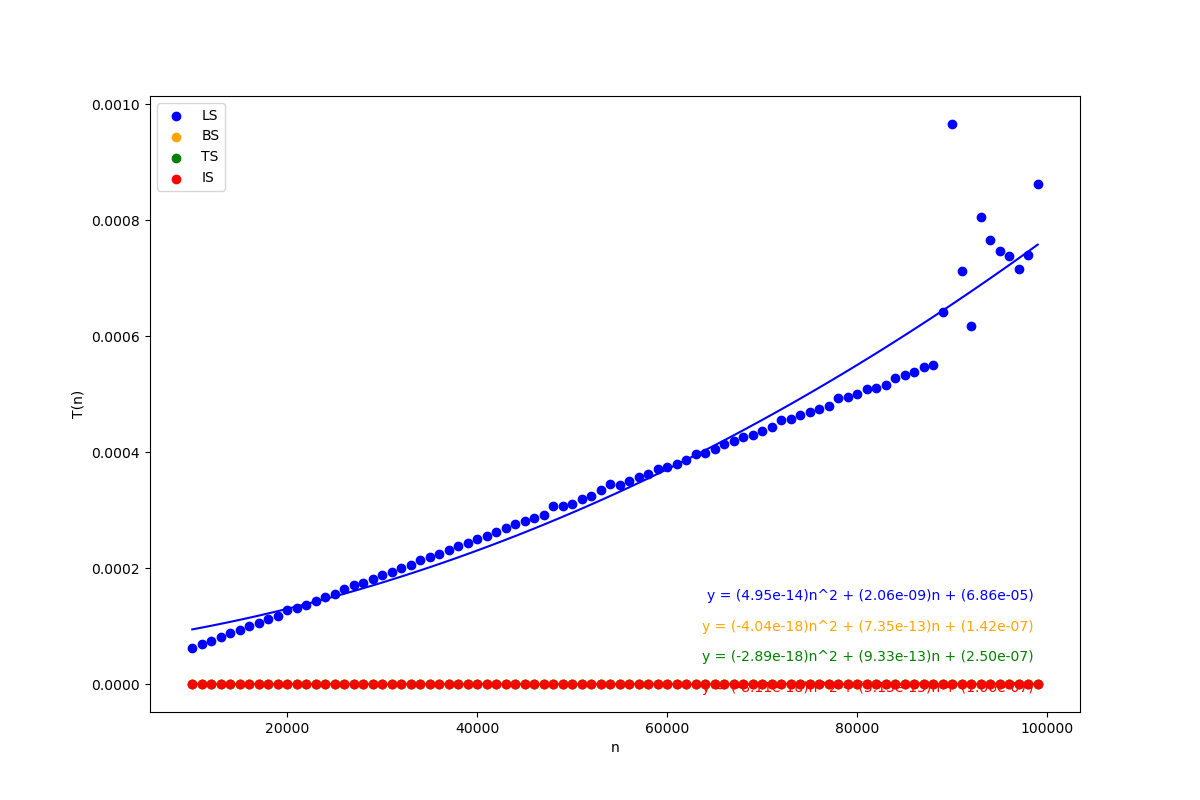 LS
BS
TS
IS
0.0010
0.0008
0.0006
0.0004
0.0002
0.0000
T(n)
y = (4.95e-14)n^2 + (2.06e-09)n + (6.86e-05)
y = (-4.04e-18)n^2 + (7.35e-13)n + (1.42e-07)
y = (-2.89e-18)n^2 + (9.33e-13)n + (2.50e-07)
20000
40000
60000
80000
100000
n